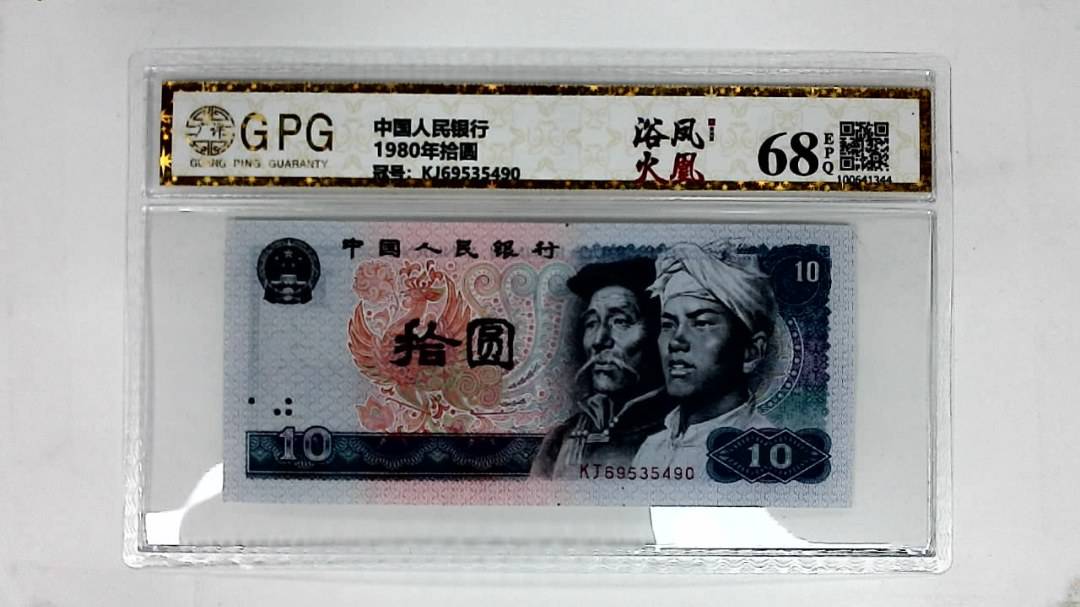 GPG
GUANG PING GUARANTY
中国人民银行
1980年拾圆
冠号：KJ69535490
浴火
凤凰
68
EPQ
100641344
中国人民银行
10
拾圆
10
KJ69535490
10